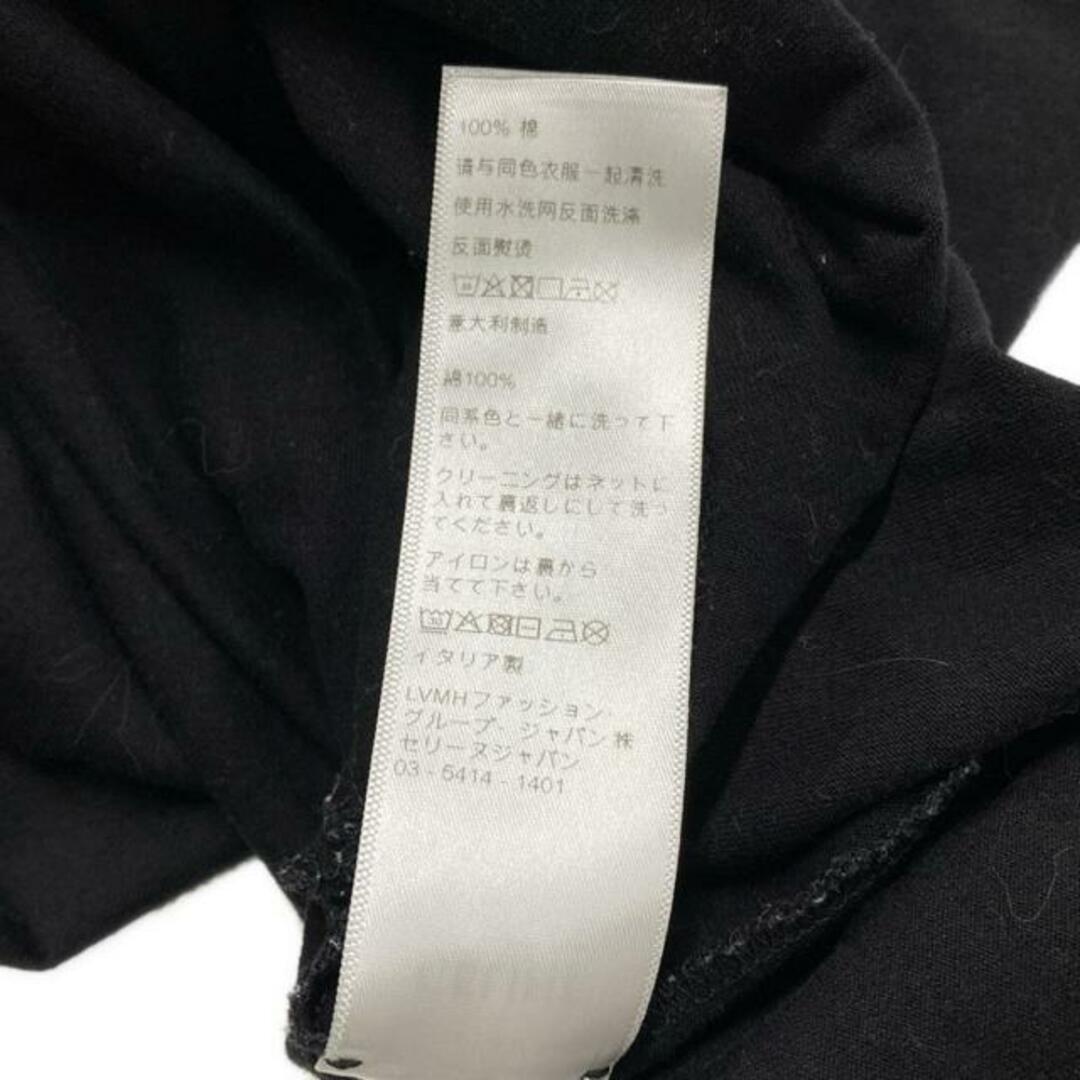 100% 棉
请与同色衣服一起清洗
使用水洗网反面洗涤
反面熨烫
意大利制造
綿100%
同系色と一緒に洗って下
さい。
クリーニングはネットに
入れて裏返しにして洗っ
てください。
アイロンは裏から
当てて下さい。
イタリア製
LVMHファッション・
グループ・ジャパン株
セリーヌジャパン
03-5414-1401